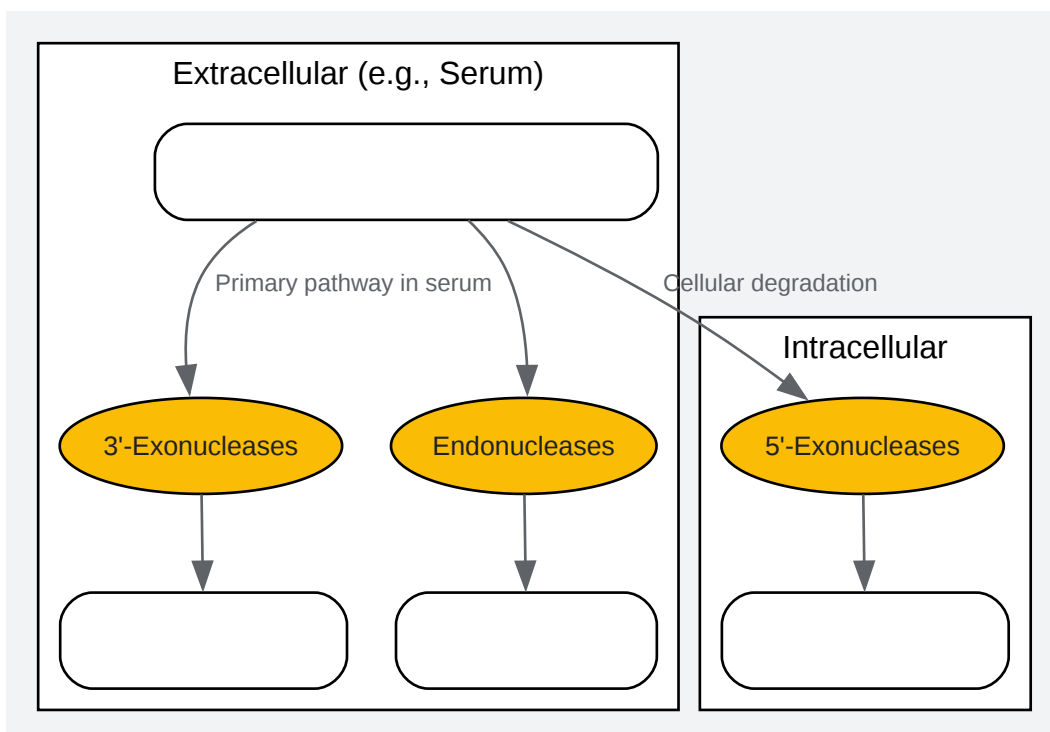 Extracellular (e.g., Serum)
Primary pathway in serum
Cellular degradation
Intracellular
3'-Exonucleases
Endonucleases
5'-Exonucleases